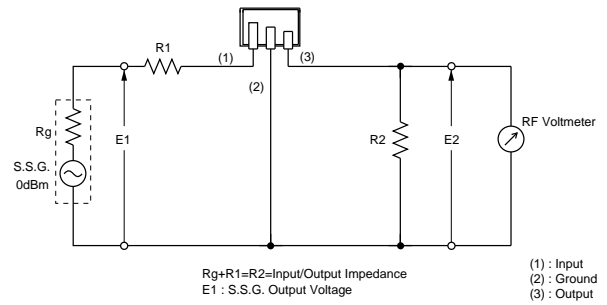 R1
(1)
(3)
(2)
Rg
E1
R2
E2
RF Voltmeter
S.S.G.
0dBm
Rg+R1=R2=Input/Output Impedance
E1 : S.S.G. Output Voltage
(1) : Input
(2) : Ground
(3) : Output